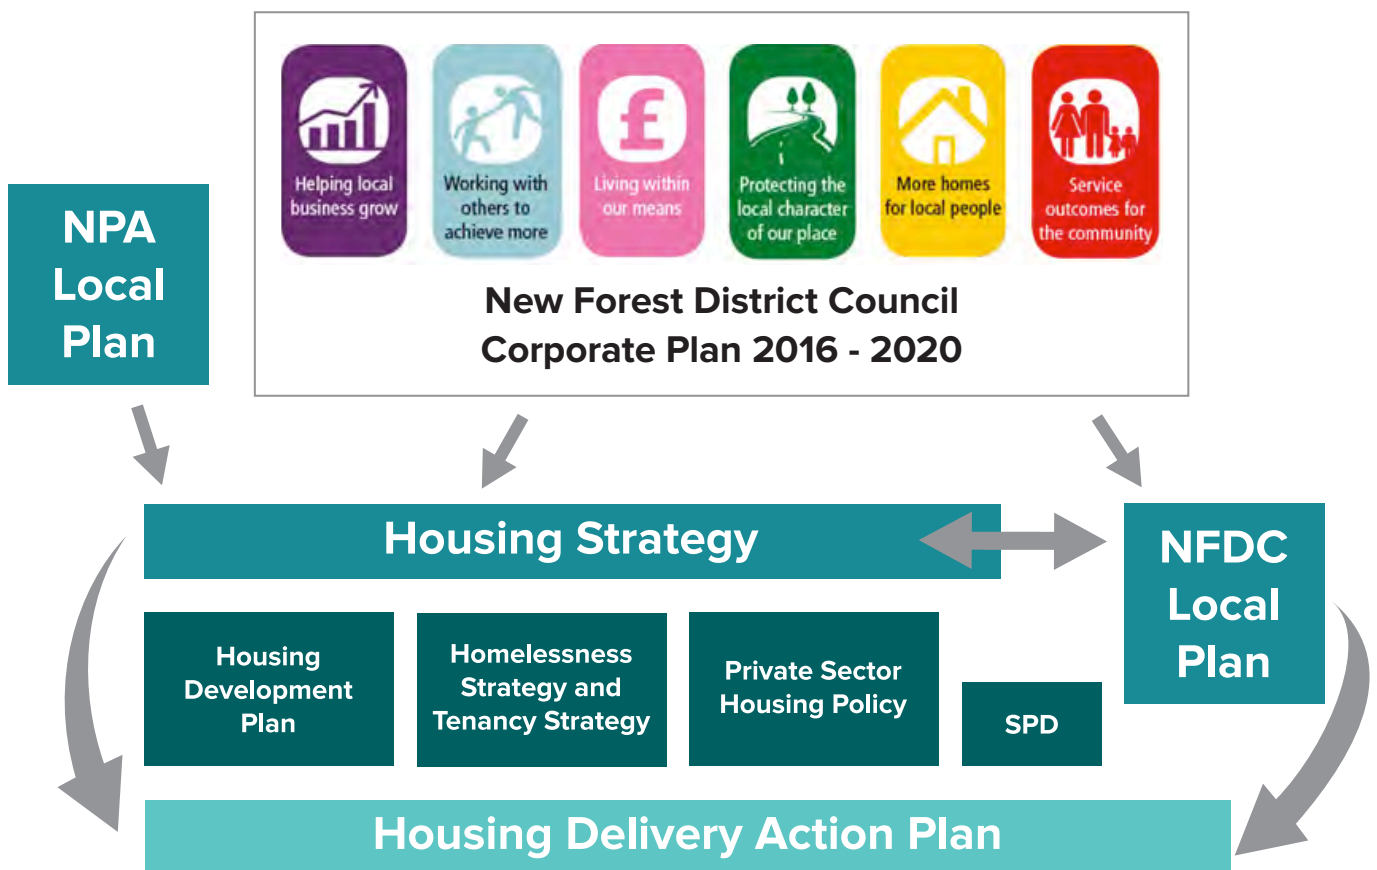 Helping local
business grow
Working with
others to
achieve more
£
Living within
our means
Protecting the
local character
of our place
More homes
for local people
Service
outcomes for
the community
New Forest District Council
Corporate Plan 2016 - 2020
NPA
Local
Plan
Housing Strategy
NFDC
Local
Plan
Housing
Development
Plan
Homelessness
Strategy and
Tenancy Strategy
Private Sector
Housing Policy
SPD
Housing Delivery Action Plan